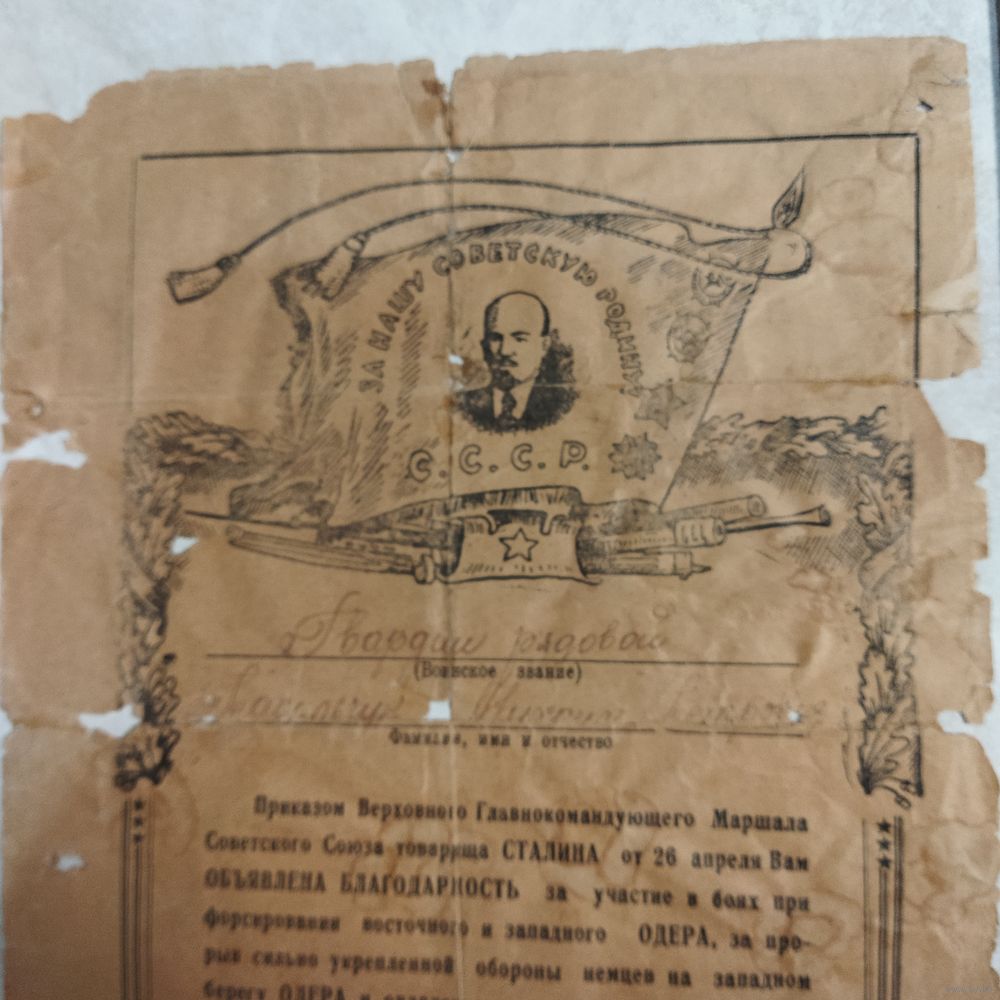 ЗА НАШУ СОВЕТСКУЮ РОДИНУ
С. С. С. Р.
Гвардии рядовой
(Воинское звание)
Фамилия, имя и отчество
Приказом Верховного Главнокомандующего Маршала
Советского Союза товарища СТАЛИНА от 26 апреля Вам
ОБЪЯВЛЕНА БЛАГОДАРНОСТЬ за участие в боях при
форсировании восточного и западного ОДЕРА, за про-
рыв сильно укрепленной обороны немцев на западном
берегу ОДЕРА и